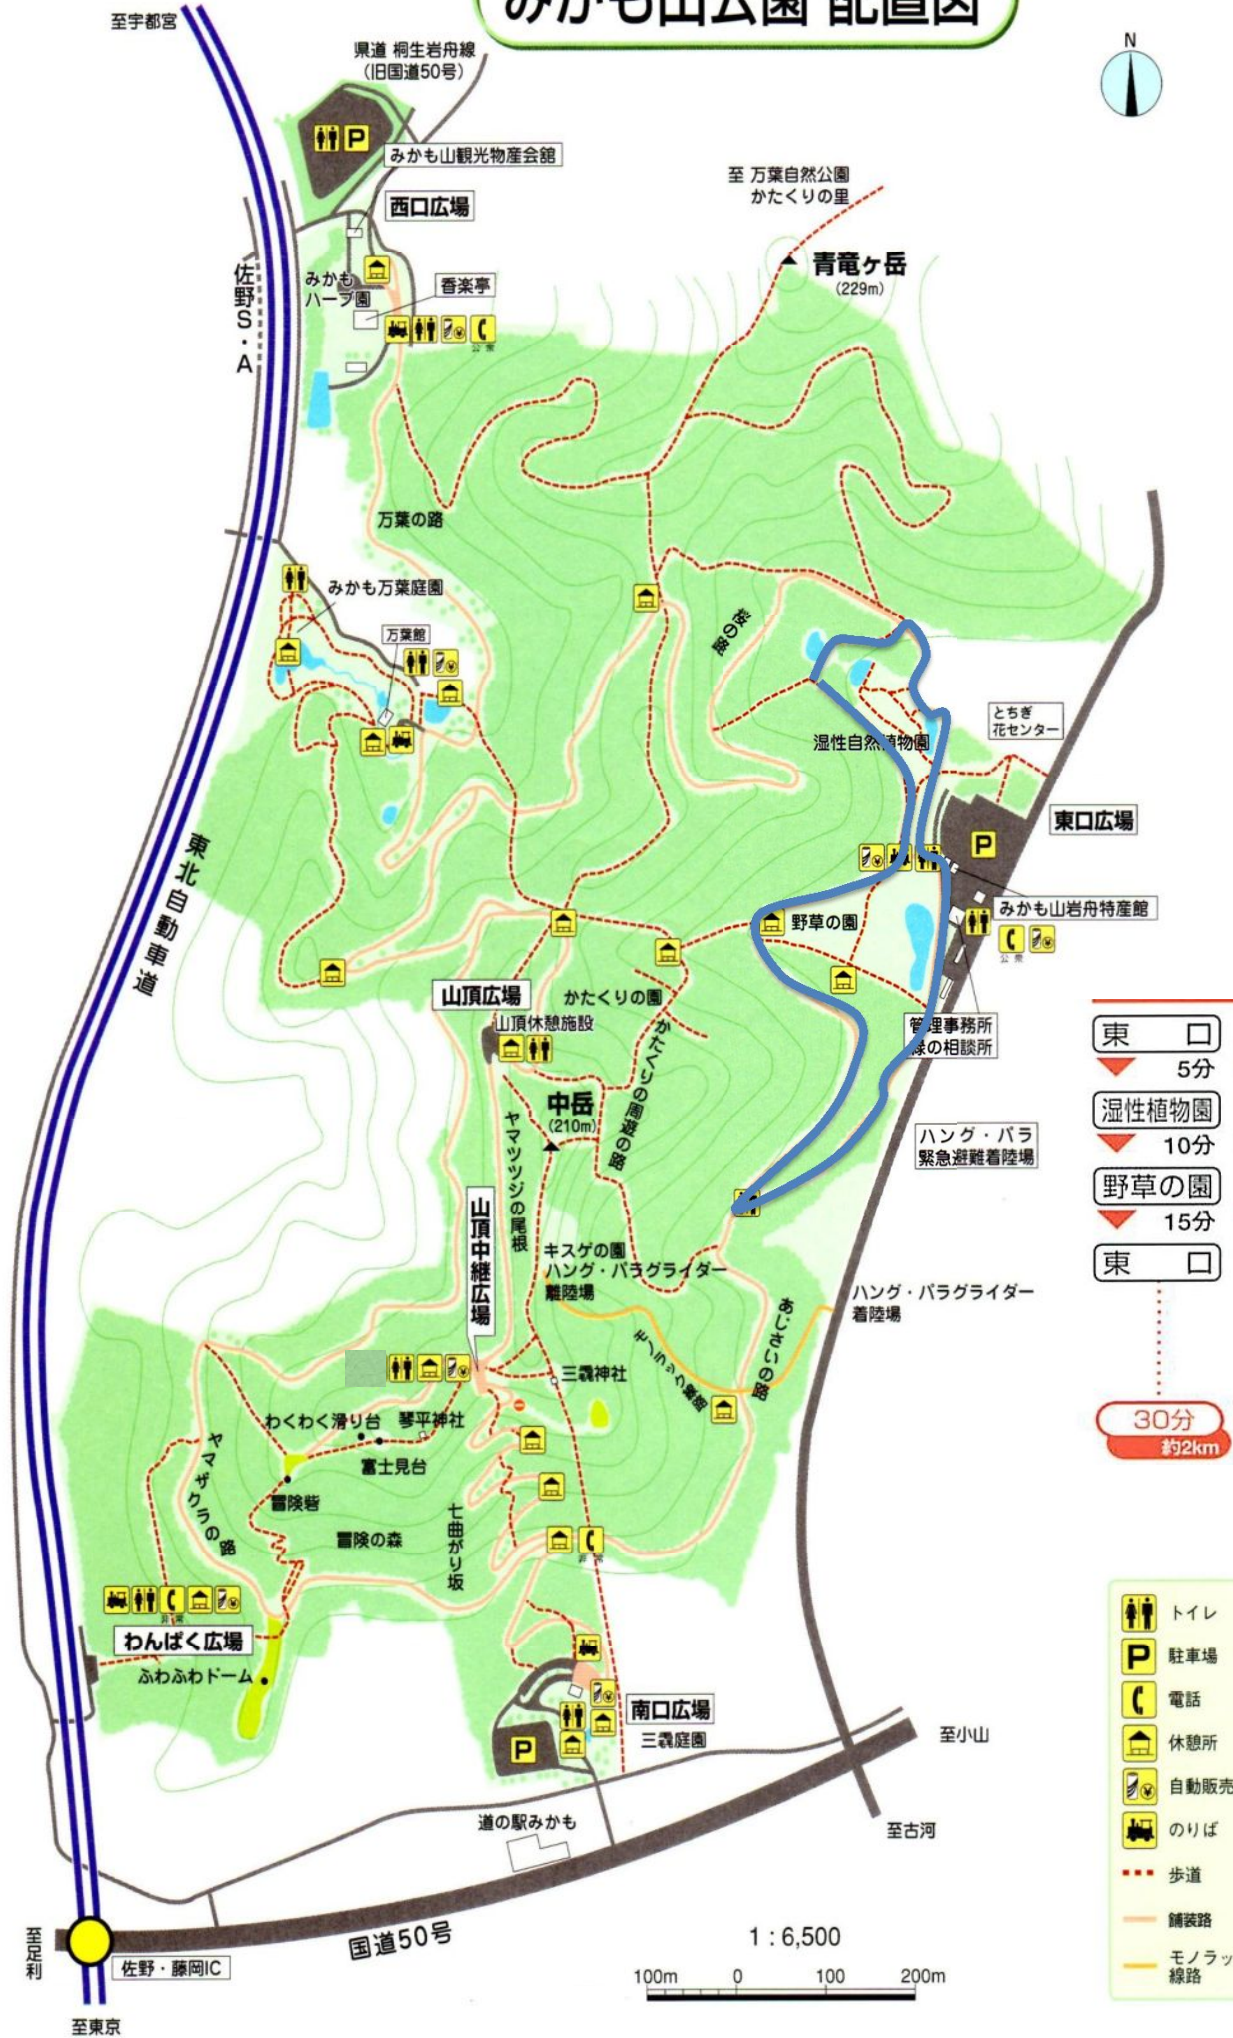 みかも山公園 配置図
至宇都宮
県道 桐生岩舟線
(旧国道50号)
N
P
みかも山観光物産会舘
西口広場
至 万葉自然公園
かたくりの里
青竜ヶ岳
(229m)
佐野S・A
みかも
ハーブ園
香楽亭
公衆
万葉の路
みかも万葉庭園
万葉館
桜の路
とちぎ
花センター
湿性自然植物園
東口広場
P
東北自動車道
みかも山岩舟特産館
公衆
野草の園
山頂広場
かたくりの園
山頂休憩施設
管理事務所
緑の相談所
かたくりの周遊の路
中岳
(210m)
ヤマツツジの尾根
ハング・パラ
緊急避難着陸場
東 口
5分
湿性植物園
10分
野草の園
15分
東 口
30分
約2km
山頂中継広場
キスゲの園
ハング・パラグライダー
離陸場
ハング・パラグライダー
着陸場
モノラック線路
あじさいの路
三毳神社
わくわく滑り台
琴平神社
富士見台
ヤマザクラの路
冒険砦
冒険の森
七曲がり坂
非常
非常
わんぱく広場
ふわふわドーム
南口広場
三毳庭園
P
至小山
至古河
道の駅みかも
国道50号
至足利
佐野・藤岡IC
至東京
1:6,500
100m 0 100 200m
トイレ
P 駐車場
電話
休憩所
自動販売
のりば
歩道
舗装路
モノラッ
線路